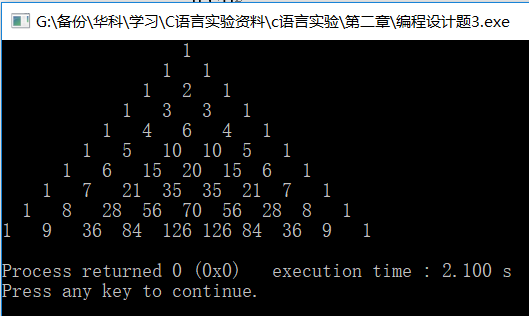 G:\备份\华科\学习\C语言实验资料\c语言实验\第二章\编程设计题3.exe
1
1 1
1 2 1
1 3 3 1
1 4 6 4 1
1 5 10 10 5 1
1 6 15 20 15 6 1
1 7 21 35 35 21 7 1
1 8 28 56 70 56 28 8 1
1 9 36 84 126 126 84 36 9 1
Process returned 0 (0x0) execution time : 2.100 s
Press any key to continue.